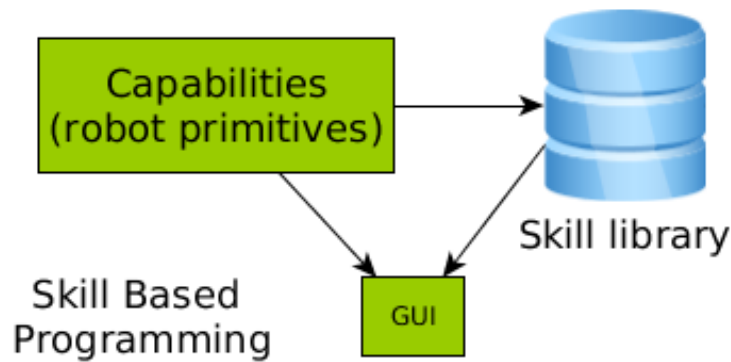 Capabilities
(robot primitives)
Skill library
GUI
Skill Based
Programming